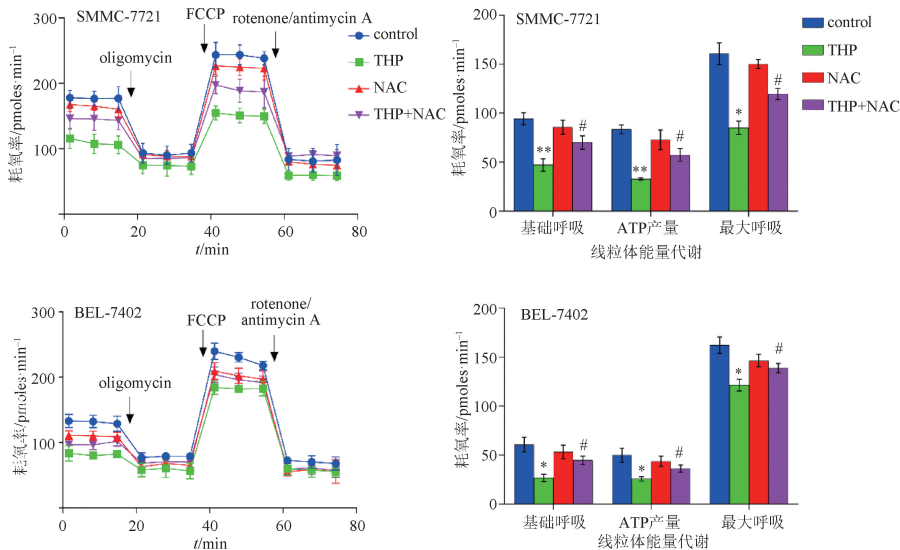 SMMC-7721
FCCP
rotenone/antimycin A
oligomycin
control
THP
NAC
THP+NAC
耗氧率/pmoles·min⁻¹
300
200
100
0
20
40
60
80
t/min
SMMC-7721
control
THP
NAC
THP+NAC
耗氧率/pmoles·min⁻¹
200
150
100
50
0
**
#
**
#
*
#
基础呼吸
ATP产量
最大呼吸
线粒体能量代谢
BEL-7402
FCCP
rotenone/
antimycin A
oligomycin
耗氧率/pmoles·min⁻¹
300
200
100
0
20
40
60
80
t/min
BEL-7402
耗氧率/pmoles·min⁻¹
200
150
100
50
0
*
#
*
#
*
#
基础呼吸
ATP产量
最大呼吸
线粒体能量代谢